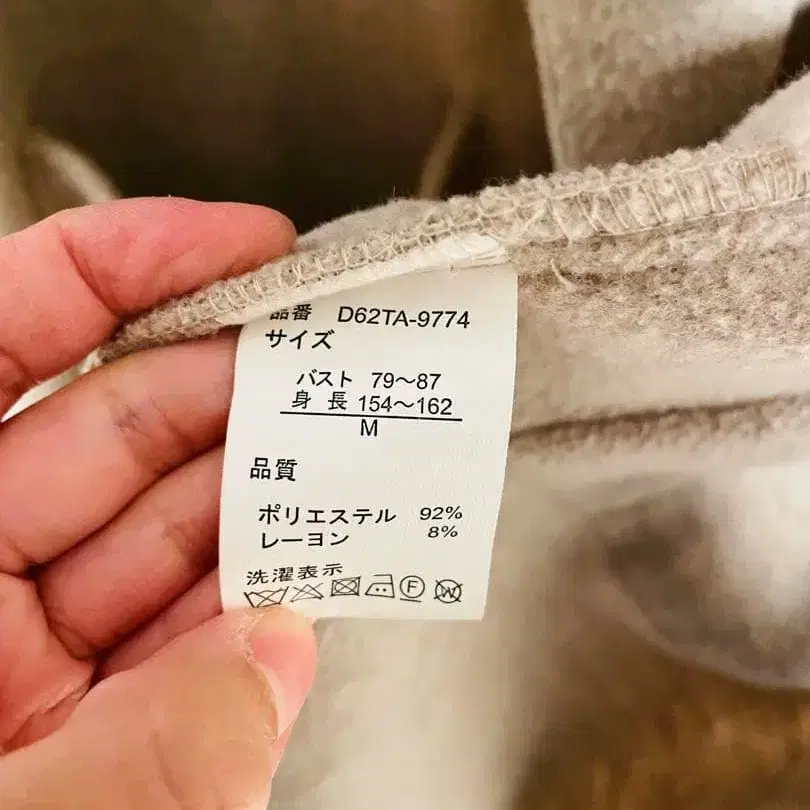 品番 D62TA-9774
サイズ
バスト 79～87
身 長 154～162
M
品質
ポリエステル 92%
レーヨン 8%
洗濯表示
F W